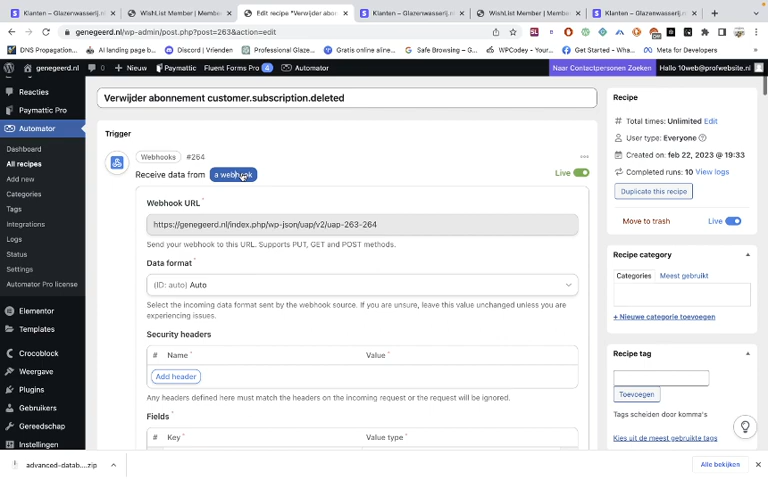 Klanten – Glazenwasserij.nl
WishList Member | Member
Edit recipe "Verwijder abon
Klanten – Glazenwasserij.nl
WishList Member | Member
Klanten – Glazenwasserij.nl
genegeerd.nl/wp-admin/post.php?post=263&action=edit
DNS Propagation...
AI landing page b...
Discord | Vrienden
Professional Glaze...
Gratis online aline...
Safe Browsing – G...
WPCodey - Your...
Get Started - Wha...
Meta for Developers
genegeerd.nl
0
+ Nieuw
Paymattic
Fluent Forms Pro
Automator
Naar Contactpersonen Zoeken
Hallo 10web@profwebsite.nl
Reacties
Paymattic Pro
Automator
Dashboard
All recipes
Add new
Categories
Tags
Integrations
Logs
Status
Settings
Automator Pro license
Elementor
Templates
Crocoblock
Weergave
Plugins
Gebruikers
Gereedschap
Instellingen
Verwijder abonnement customer.subscription.deleted
Trigger
Webhooks #264
Receive data from a webhook
Live
Webhook URL *
https://genegeerd.nl/index.php/wp-json/uap/v2/uap-263-264
Send your webhook to this URL. Supports PUT, GET and POST methods.
Data format *
(ID: auto) Auto
Select the incoming data format sent by the webhook source. If you are unsure, leave this value unchanged unless you are
experiencing issues.
Security headers
# Name * Value *
Add header
Any headers defined here must match the headers on the incoming request or the request will be ignored.
Fields *
# Key * Value type *
Recipe
# Total times: Unlimited Edit
User type: Everyone
Created on: feb 22, 2023 @ 19:33
Completed runs: 10 View logs
Duplicate this recipe
Move to trash
Live
Recipe category
Categories Meest gebruikt
+ Nieuwe categorie toevoegen
Recipe tag
Toevoegen
Tags scheiden door komma's
Kies uit de meest gebruikte tags
advanced-datab....zip
Alle bekijken